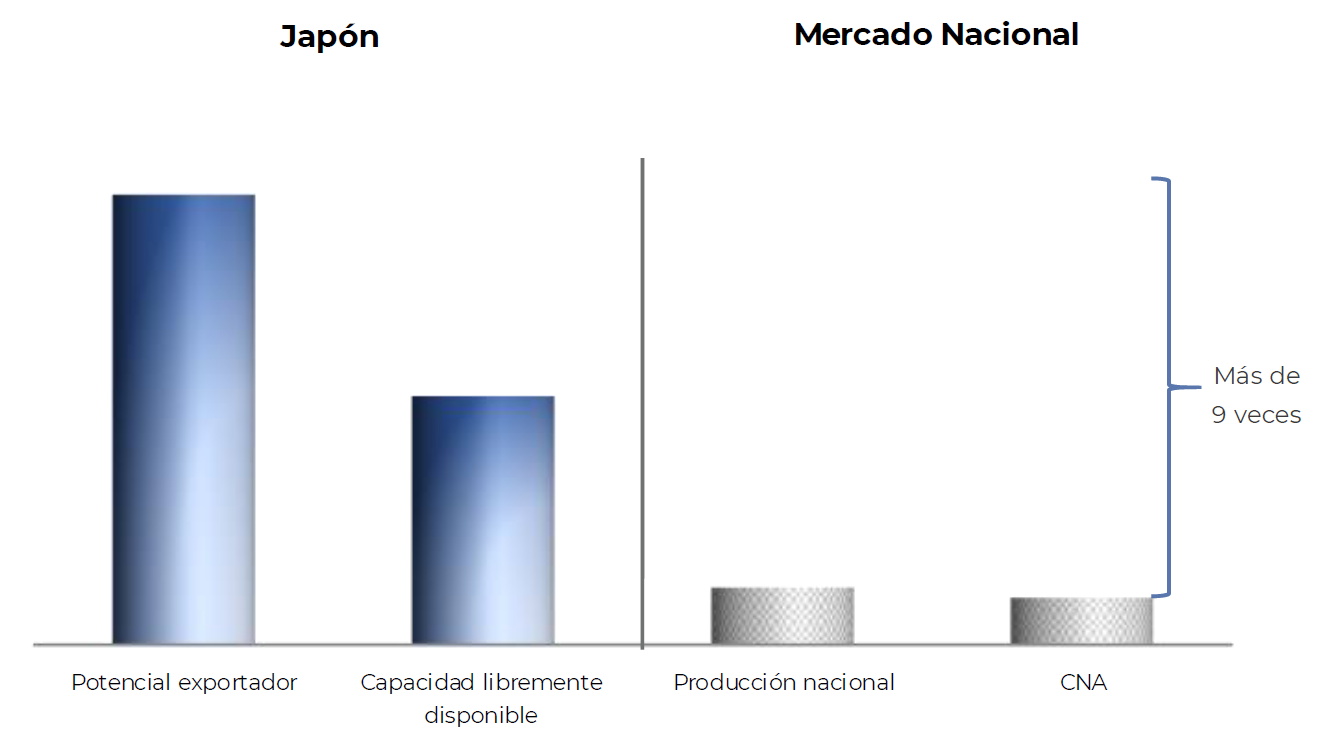 Japón
Mercado Nacional
Más de
9 veces
Potencial exportador
Capacidad libremente
disponible
Producción nacional
CNA